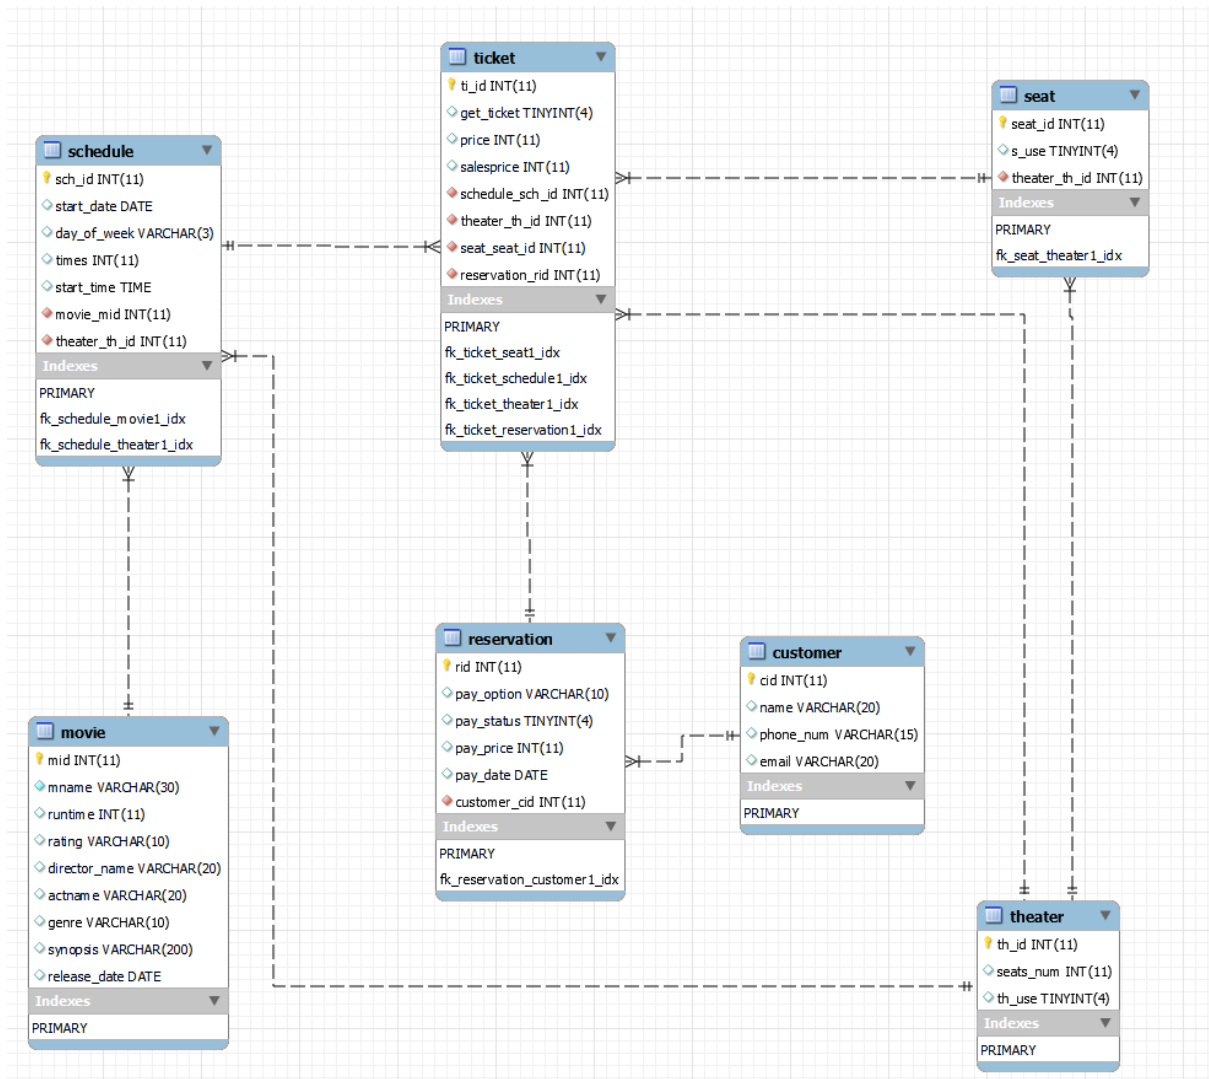 ticket
ti_id INT(11)
get_ticket TINYINT(4)
price INT(11)
salesprice INT(11)
schedule_sch_id INT(11)
theater_th_id INT(11)
seat_seat_id INT(11)
reservation_rid INT(11)
Indexes
PRIMARY
fk_ticket_seat1_idx
fk_ticket_schedule1_idx
fk_ticket_theater1_idx
fk_ticket_reservation1_idx
seat
seat_id INT(11)
s_use TINYINT(4)
theater_th_id INT(11)
Indexes
PRIMARY
fk_seat_theater1_idx
schedule
sch_id INT(11)
start_date DATE
day_of_week VARCHAR(3)
times INT(11)
start_time TIME
movie_mid INT(11)
theater_th_id INT(11)
Indexes
PRIMARY
fk_schedule_movie1_idx
fk_schedule_theater1_idx
reservation
rid INT(11)
pay_option VARCHAR(10)
pay_status TINYINT(4)
pay_price INT(11)
pay_date DATE
customer_cid INT(11)
Indexes
PRIMARY
fk_reservation_customer1_idx
customer
cid INT(11)
name VARCHAR(20)
phone_num VARCHAR(15)
email VARCHAR(20)
Indexes
PRIMARY
movie
mid INT(11)
mname VARCHAR(30)
runtime INT(11)
rating VARCHAR(10)
director_name VARCHAR(20)
actname VARCHAR(20)
genre VARCHAR(10)
synopsis VARCHAR(200)
release_date DATE
Indexes
PRIMARY
theater
th_id INT(11)
seats_num INT(11)
th_use TINYINT(4)
Indexes
PRIMARY